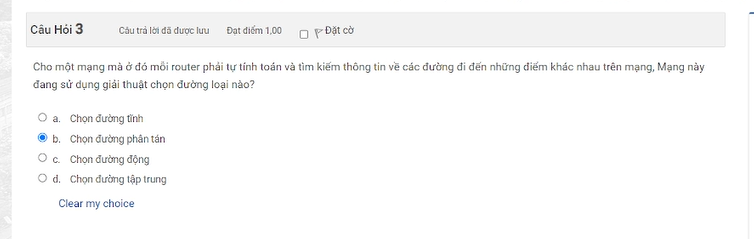 Câu Hỏi 3 Câu trả lời đã được lưu Đạt điểm 1,00 Đặt cờ
Cho một mạng mà ở đó mỗi router phải tự tính toán và tìm kiếm thông tin về các đường đi đến những điểm khác nhau trên mạng, Mạng này
đang sử dụng giải thuật chọn đường loại nào?
a. Chọn đường tĩnh
b. Chọn đường phân tán
c. Chọn đường động
d. Chọn đường tập trung
Clear my choice